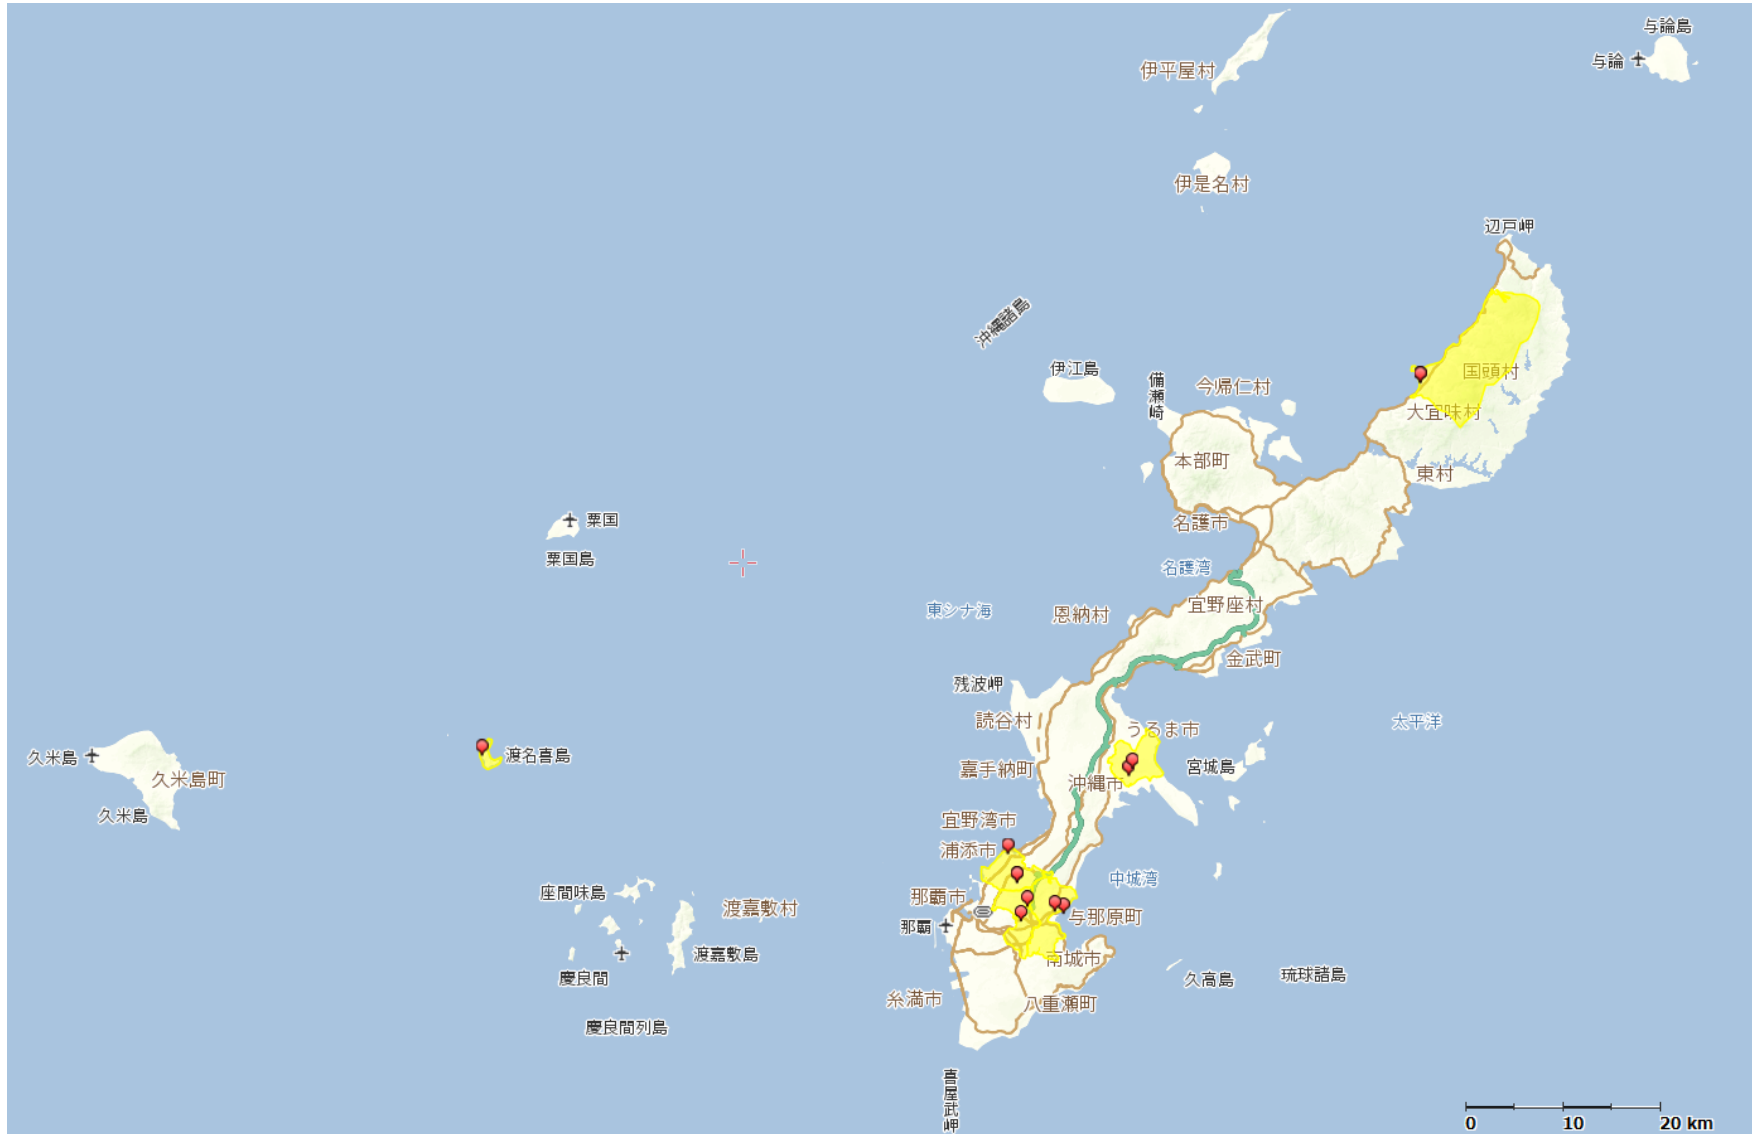 与論島
与論
伊平屋村
伊是名村
辺戸岬
沖縄諸島
伊江島
備瀬崎
今帰仁村
国頭村
大宜味村
本部町
東村
名護市
粟国
粟国島
名護湾
宜野座村
東シナ海
恩納村
金武町
残波岬
読谷村
うるま市
太平洋
久米島
久米島町
渡名喜島
嘉手納町
沖縄市
宮城島
久米島
宜野湾市
浦添市
中城湾
座間味島
那覇市
渡嘉敷村
与那原町
那覇
渡嘉敷島
南城市
慶良間
久高島
琉球諸島
糸満市
八重瀬町
慶良間列島
喜屋武岬
0 10 20 km